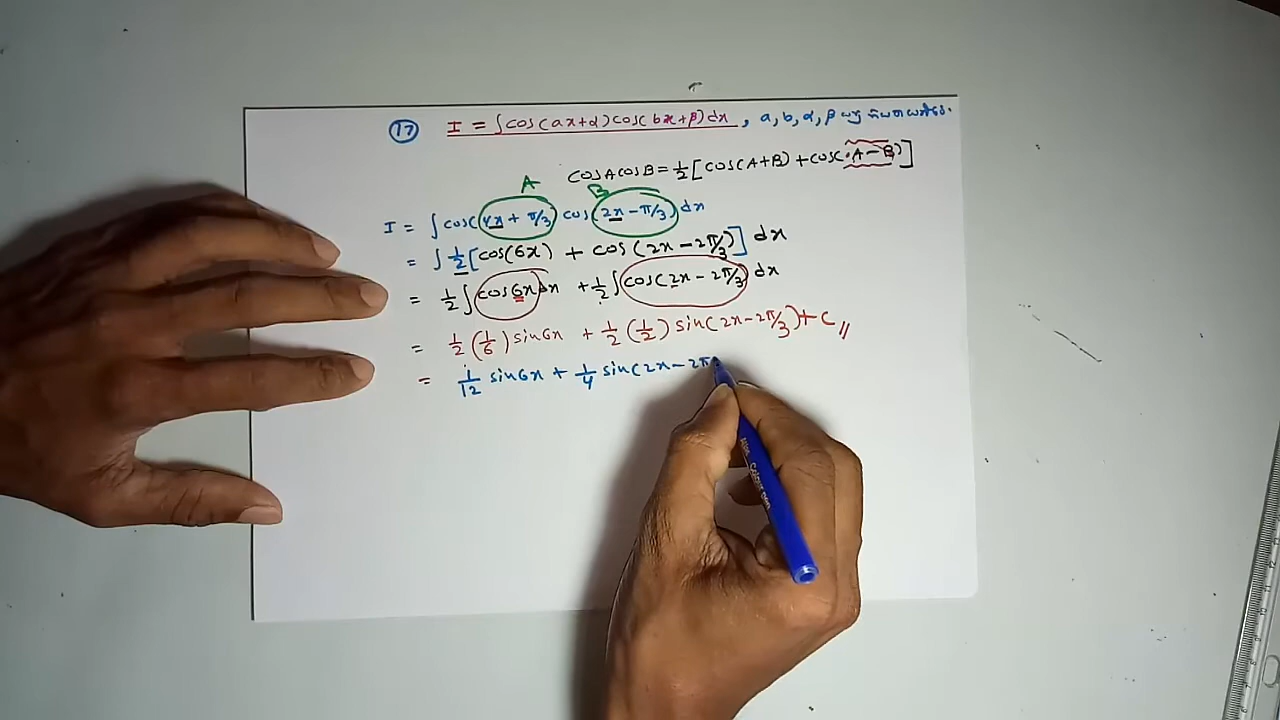 17 I = ∫cos(ax+α)cos(bx+β)dx, a, b, α, β
cosAcosB = 1/2[cos(A+B) + cos(A−B)]
A B
I = ∫cos(4x + π/3) cos(2x − π/3) dx
= ∫ 1/2 [cos(6x) + cos(2x − 2π/3)] dx
= 1/2 ∫cos6x dx + 1/2 ∫cos(2x − 2π/3) dx
= 1/2 (1/6) sin6x + 1/2 (1/2) sin(2x − 2π/3) + C //
= 1/12 sin6x + 1/4 sin(2x − 2π